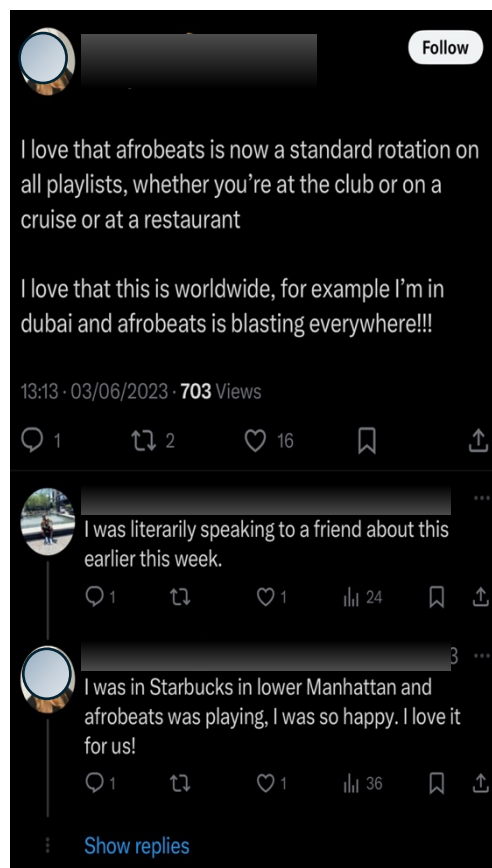 Follow
I love that afrobeats is now a standard rotation on
all playlists, whether you’re at the club or on a
cruise or at a restaurant
I love that this is worldwide, for example I’m in
dubai and afrobeats is blasting everywhere!!!
13:13 · 03/06/2023 · 703 Views
1 2 16
I was literarily speaking to a friend about this
earlier this week.
1 1 24
3
I was in Starbucks in lower Manhattan and
afrobeats was playing, I was so happy. I love it
for us!
1 1 36
Show replies